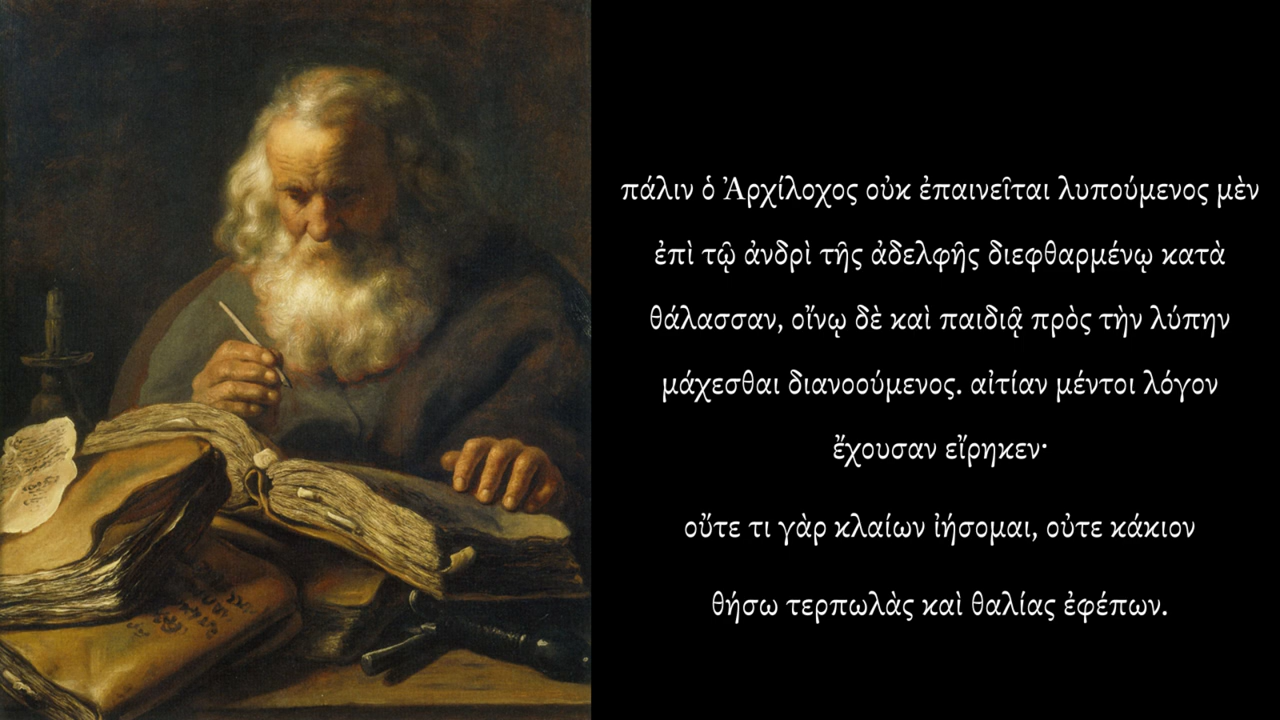 πάλιν ὁ Ἀρχίλοχος οὐκ ἐπαινεῖται λυπούμενος μὲν
ἐπὶ τῷ ἀνδρὶ τῆς ἀδελφῆς διεφθαρμένῳ κατὰ
θάλασσαν, οἴνῳ δὲ καὶ παιδιᾷ πρὸς τὴν λύπην
μάχεσθαι διανοούμενος. αἰτίαν μέντοι λόγον
ἔχουσαν εἴρηκεν·
οὔτε τι γὰρ κλαίων ἰήσομαι, οὔτε κάκιον
θήσω τερπωλὰς καὶ θαλίας ἐφέπων.